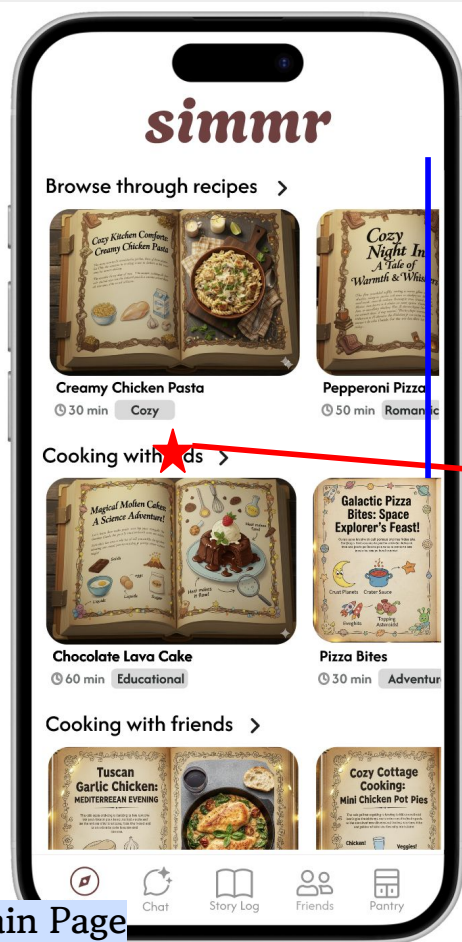 simmr
Browse through recipes >
Cozy Kitchen Comforts:
Creamy Chicken Pasta
Cozy
Night In
A Tale of
Warmth &
Creamy Chicken Pasta
30 min Cozy
Pepperoni Pizza
50 min Romantic
Cooking with ds >
Magical Molten Cake:
A Science Adventure!
Galactic Pizza
Bites: Space
Explorer's Feast!
Crust Planets Crater Sauce
Topping
Asteroids!
Chocolate Lava Cake
60 min Educational
Pizza Bites
30 min Adventur
Cooking with friends >
Tuscan
Garlic Chicken:
MEDITERREEAN EVENING
Cozy Cottage
Cooking:
Mini Chicken Pot Pies
Chicken! Veggies!
Chat
Story Log
Friends
Pantry
ain Page